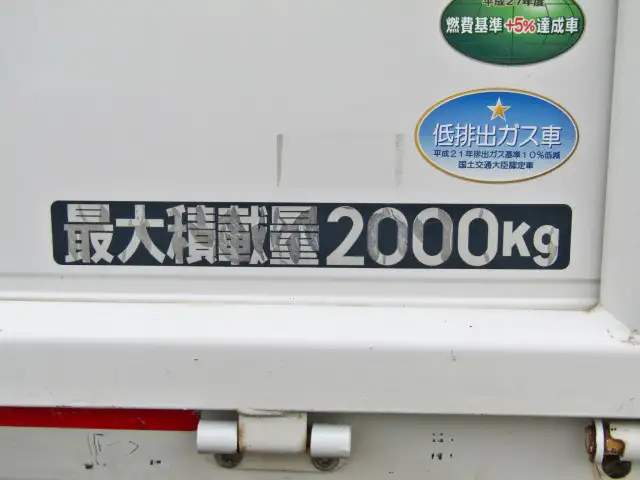 平成27年度
燃費基準+5%達成車
低排出ガス車
平成21年排出ガス基準10%低減
国土交通大臣認定車
最大積載量2000Kg